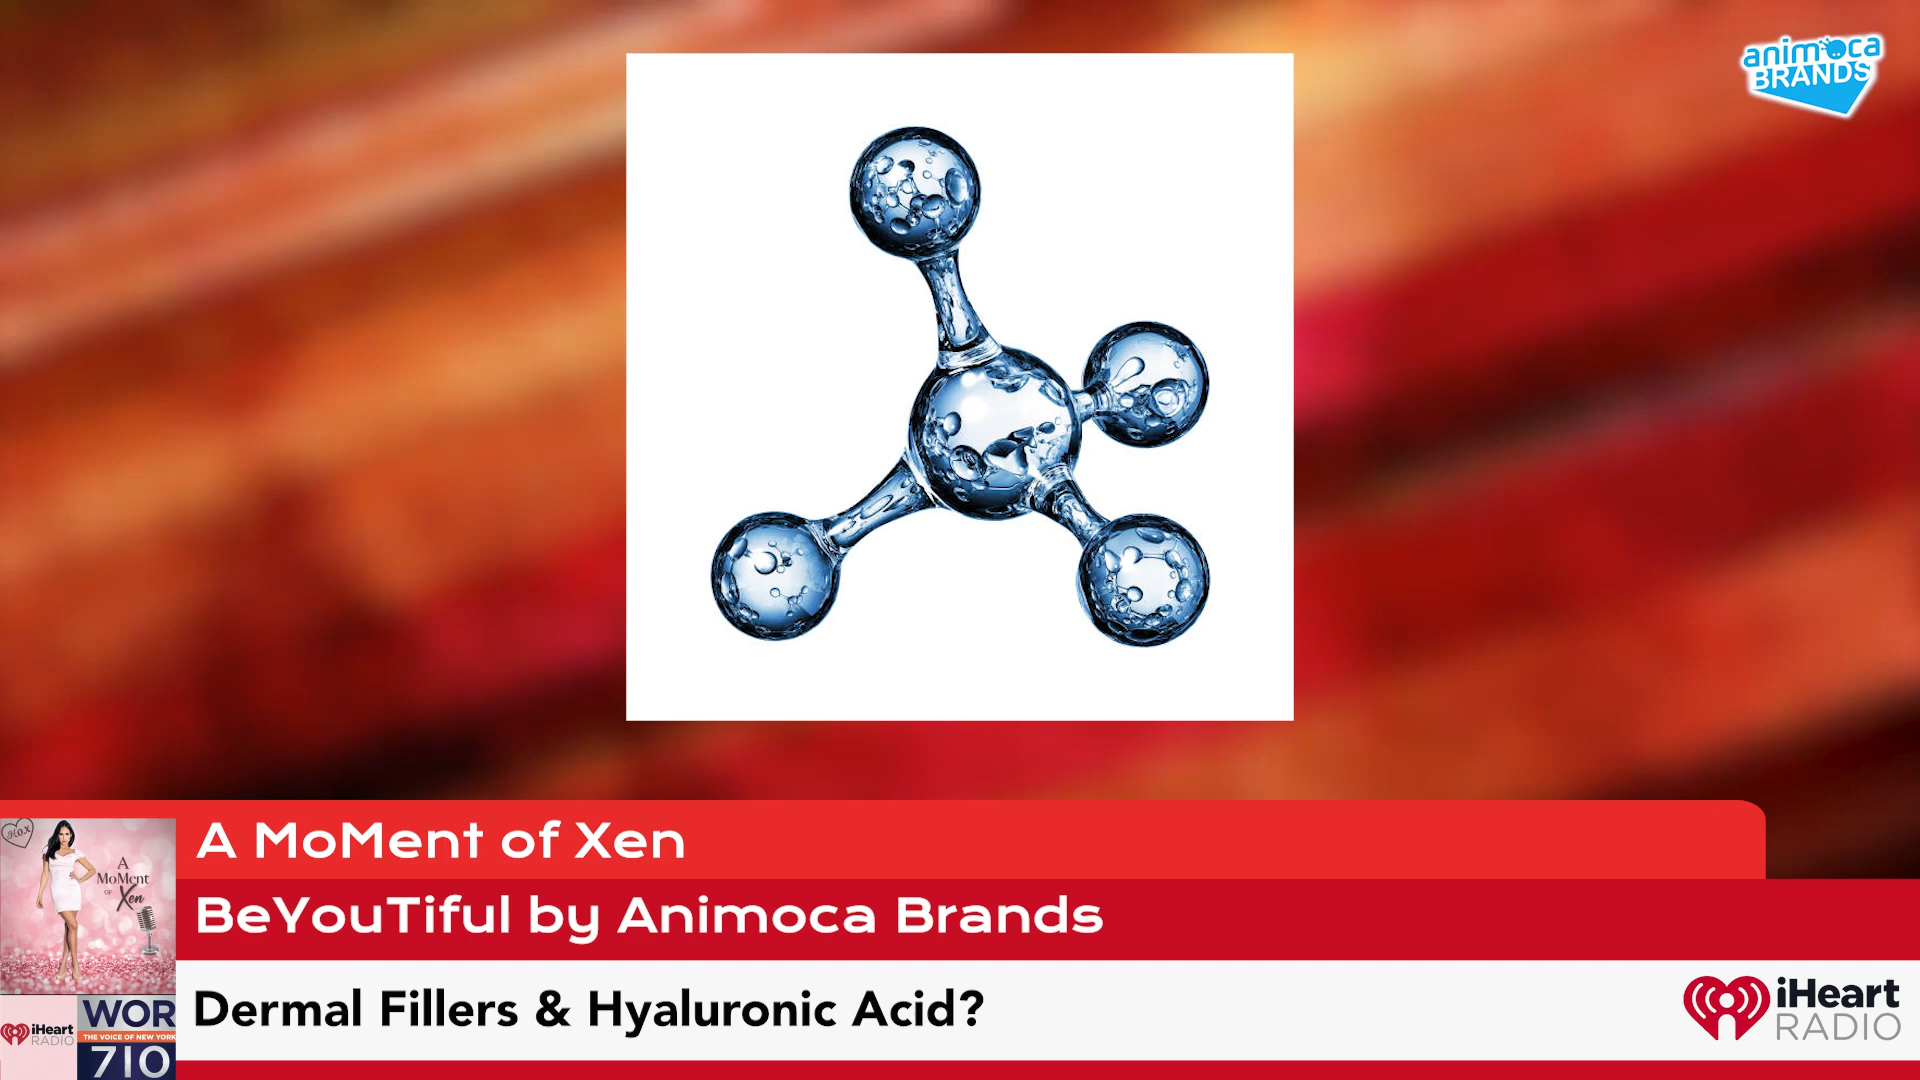 animoca
BRANDS
A MoMent of Xen
BeYouTiful by Animoca Brands
Dermal Fillers & Hyaluronic Acid?
H.O.X
A
MoMent
OF
Xen
iHeart
RADIO
WOR
THE VOICE OF NEW YORK
710
iHeart
RADIO